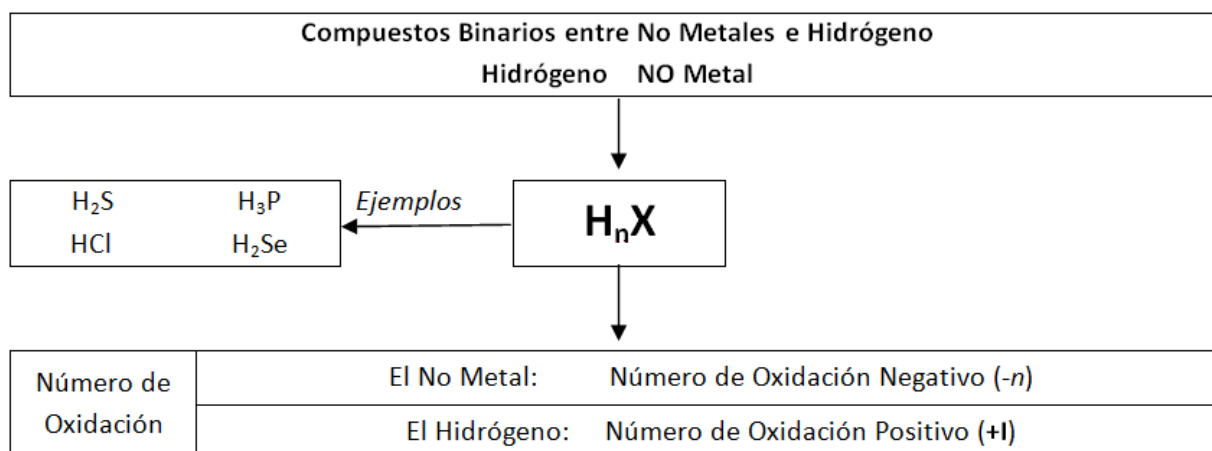 Compuestos Binarios entre No Metales e Hidrógeno
Hidrógeno NO Metal
H₂S H₃P
HCl H₂Se
Ejemplos
HₙX
Número de
Oxidación
El No Metal: Número de Oxidación Negativo (-n)
El Hidrógeno: Número de Oxidación Positivo (+I)